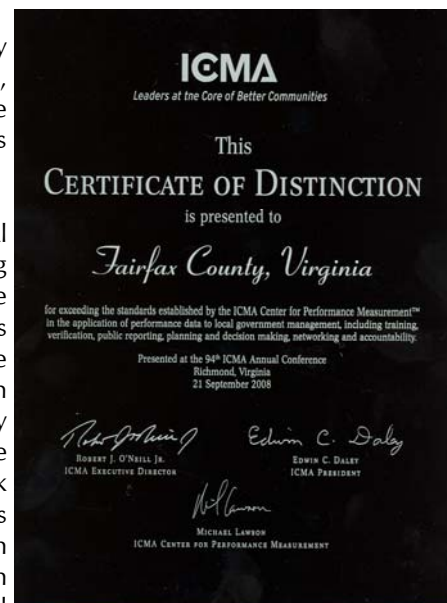 ICMA
Leaders at the Core of Better Communities
This
CERTIFICATE OF DISTINCTION
is presented to
Fairfax County, Virginia
for exceeding the standards established by the ICMA Center for Performance Measurement™
in the application of performance data to local government management, including training,
verification, public reporting, planning and decision making, networking and accountability.
Presented at the 94th ICMA Annual Conference
Richmond, Virginia
21 September 2008
Edwin C. Daley
ROBERT J. O'NEILL JR.
ICMA EXECUTIVE DIRECTOR
EDWIN C. DALEY
ICMA PRESIDENT
MICHAEL LAWSON
ICMA CENTER FOR PERFORMANCE MEASUREMENT